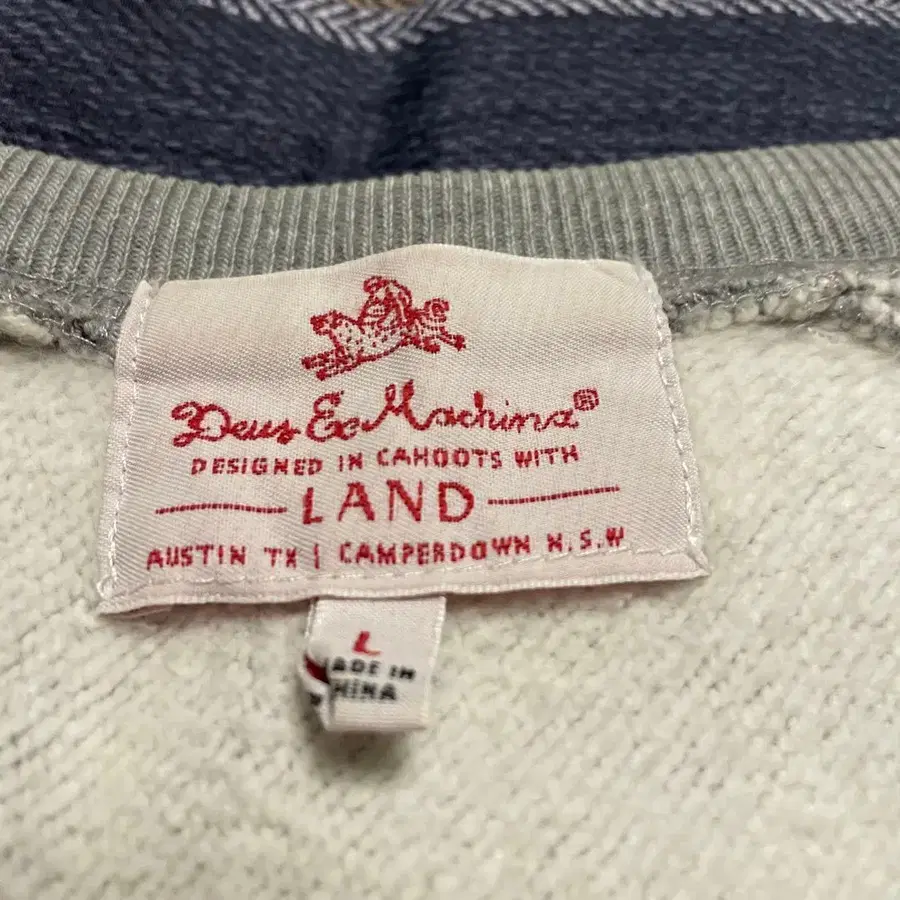 Deus Ex Machina®
DESIGNED IN CAHOOTS WITH
LAND
AUSTIN TX | CAMPERDOWN N.S.W
L
ADE IN
HINA